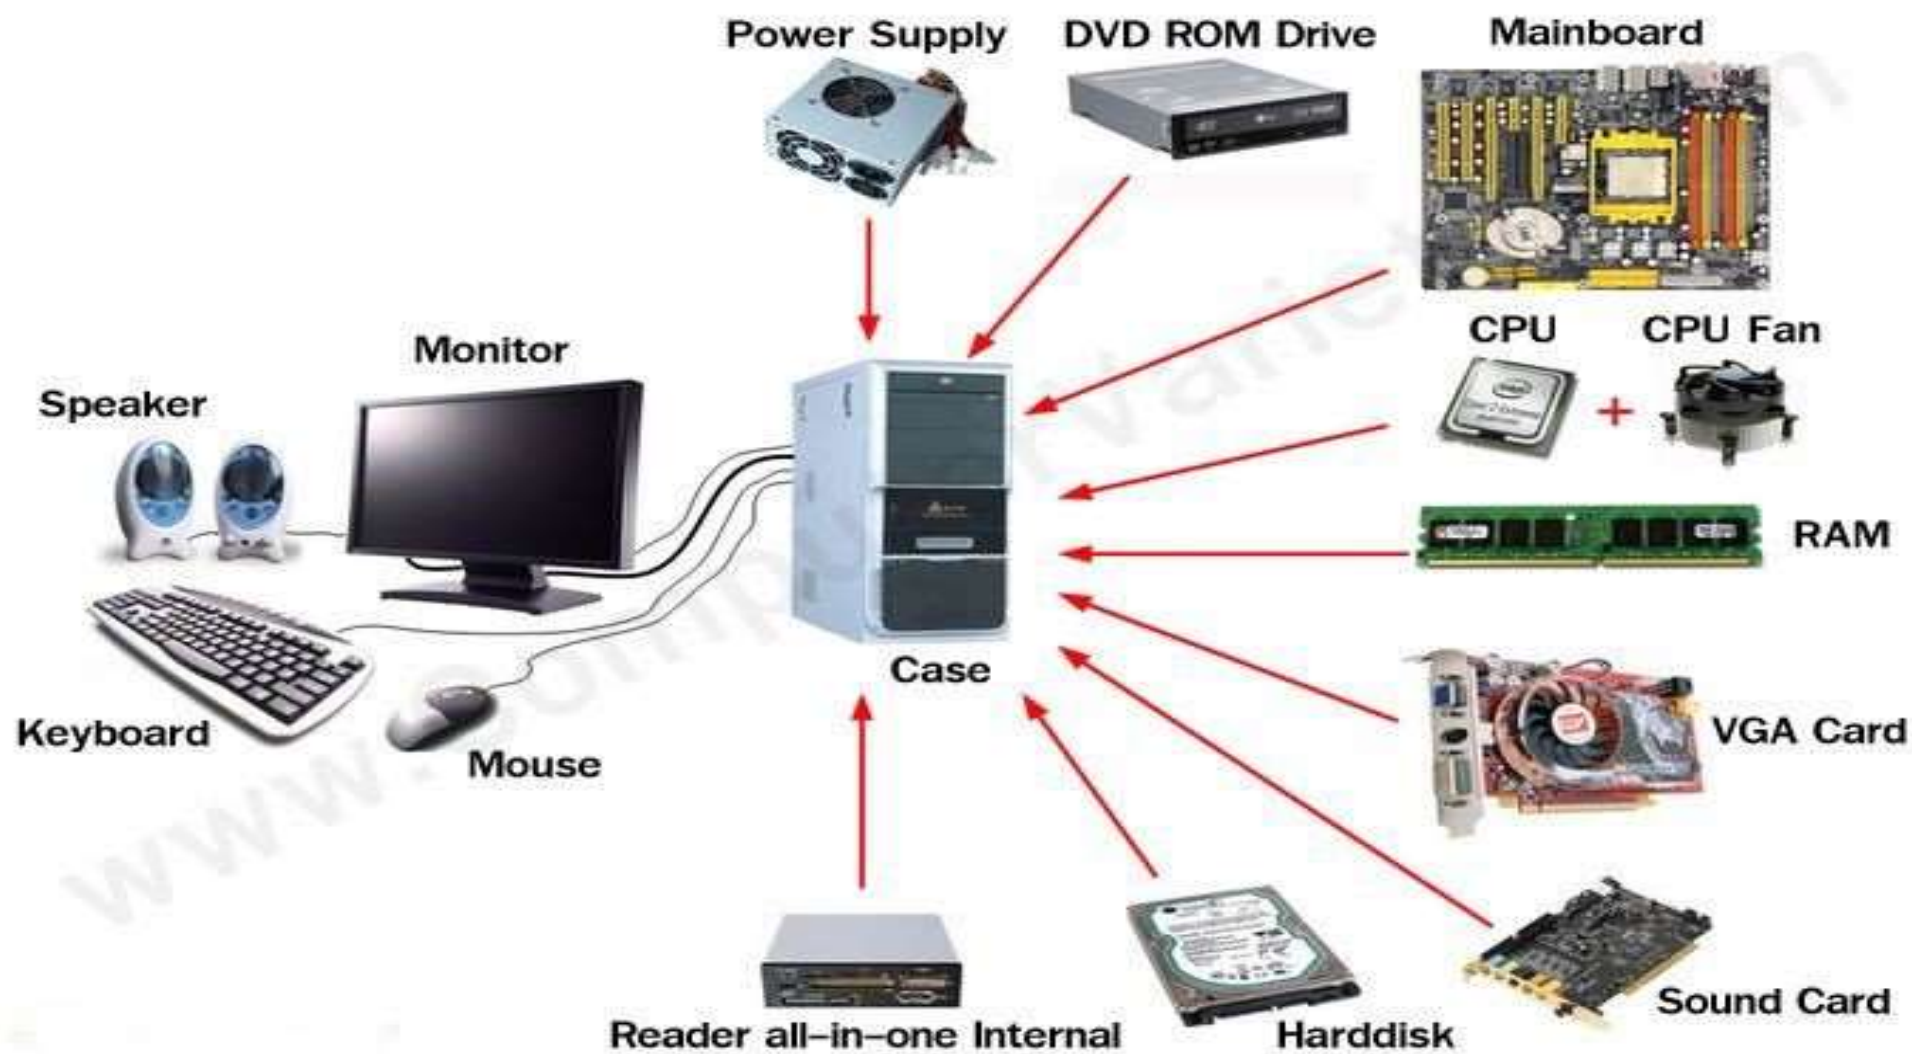 Power Supply
DVD ROM Drive
Mainboard
CPU
CPU Fan
Monitor
Speaker
RAM
Case
Keyboard
Mouse
VGA Card
Sound Card
Reader all-in-one Internal
Harddisk